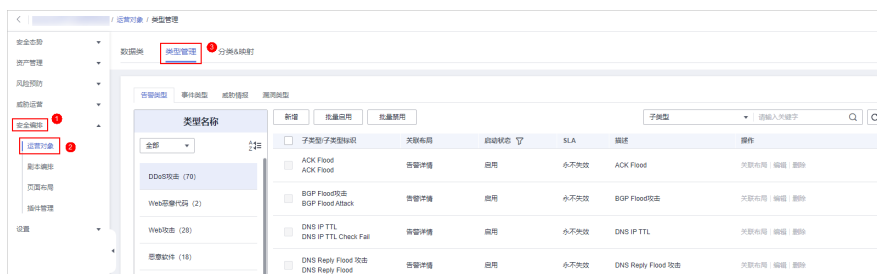 / 运营对象 / 类型管理
安全态势
资产管理
风险预防
威胁运营
安全编排 1
运营对象 2
剧本编排
页面布局
插件管理
设置
数据类 类型管理 3 分类&映射
告警类型 事件类型 威胁情报 漏洞类型
类型名称
全部
DDoS攻击 (70)
Web恶意代码 (2)
Web攻击 (28)
恶意软件 (18)
新增 批量启用 批量禁用 子类型 请输入关键字
子类型/子类型标识 关联布局 启动状态 SLA 描述 操作
ACK Flood 告警详情 启用 永不失效 ACK Flood 关联布局 编辑 删除
ACK Flood
BGP Flood攻击 告警详情 启用 永不失效 BGP Flood攻击 关联布局 编辑 删除
BGP Flood Attack
DNS IP TTL 告警详情 启用 永不失效 DNS IP TTL 关联布局 编辑 删除
DNS IP TTL Check Fail
DNS Reply Flood 攻击 告警详情 启用 永不失效 DNS Reply Flood 攻击 关联布局 编辑 删除
DNS Reply Flood